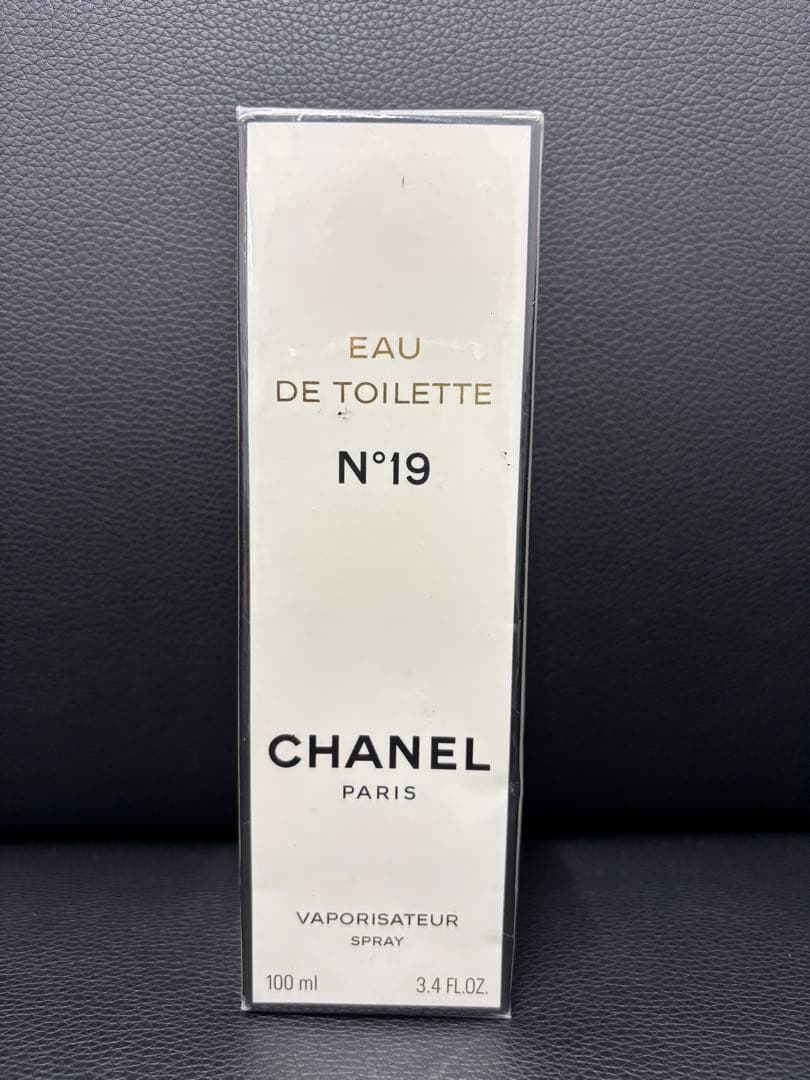 EAU
DE TOILETTE
N°19
CHANEL
PARIS
VAPORISATEUR
SPRAY
100 ml 3.4 FL.OZ.